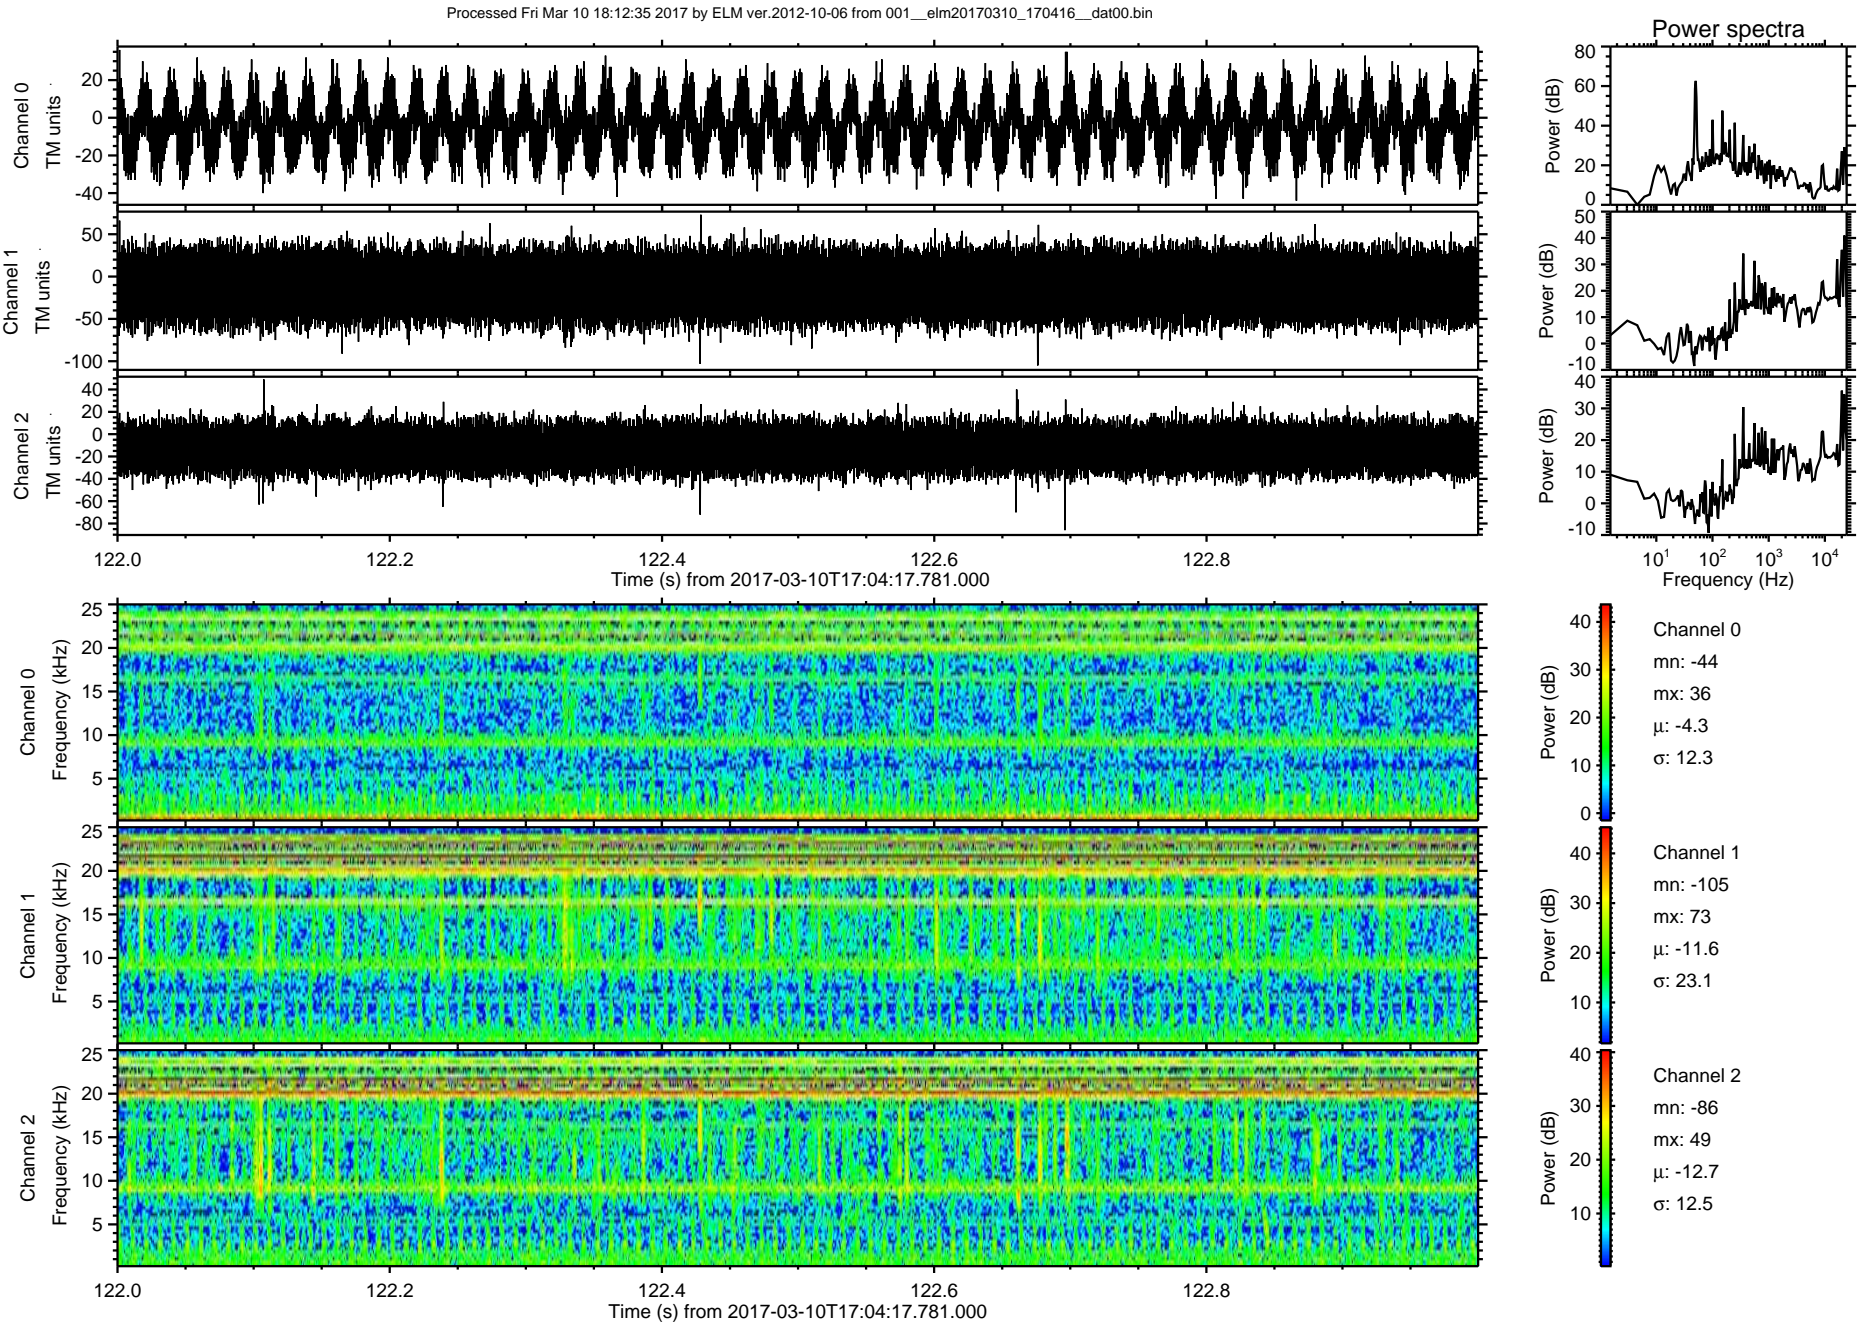 Processed Fri Mar 10 18:12:35 2017 by ELM ver.2012-10-06 from 001__elm20170310_170416__dat00.bin
Power spectra
Channel 0
TM units
20
0
-20
-40
Power (dB)
80
60
40
20
0
Channel 1
TM units
50
0
-50
-100
Power (dB)
50
40
30
20
10
0
-10
Channel 2
TM units
40
20
0
-20
-40
-60
-80
Power (dB)
40
30
20
10
0
-10
122.0 122.2 122.4 122.6 122.8
Time (s) from 2017-03-10T17:04:17.781.000
10^1 10^2 10^3 10^4
Frequency (Hz)
Channel 0
Frequency (kHz)
25
20
15
10
5
Power (dB)
40
30
20
10
0
Channel 0
mn: -44
mx: 36
μ: -4.3
σ: 12.3
Channel 1
Frequency (kHz)
25
20
15
10
5
Power (dB)
40
30
20
10
Channel 1
mn: -105
mx: 73
μ: -11.6
σ: 23.1
Channel 2
Frequency (kHz)
25
20
15
10
5
Power (dB)
40
30
20
10
Channel 2
mn: -86
mx: 49
μ: -12.7
σ: 12.5
122.0 122.2 122.4 122.6 122.8
Time (s) from 2017-03-10T17:04:17.781.000